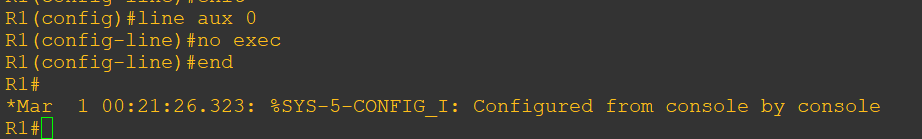 R1(config)#line aux 0
R1(config-line)#no exec
R1(config-line)#end
R1#
*Mar  1 00:21:26.323: %SYS-5-CONFIG_I: Configured from console by console
R1#